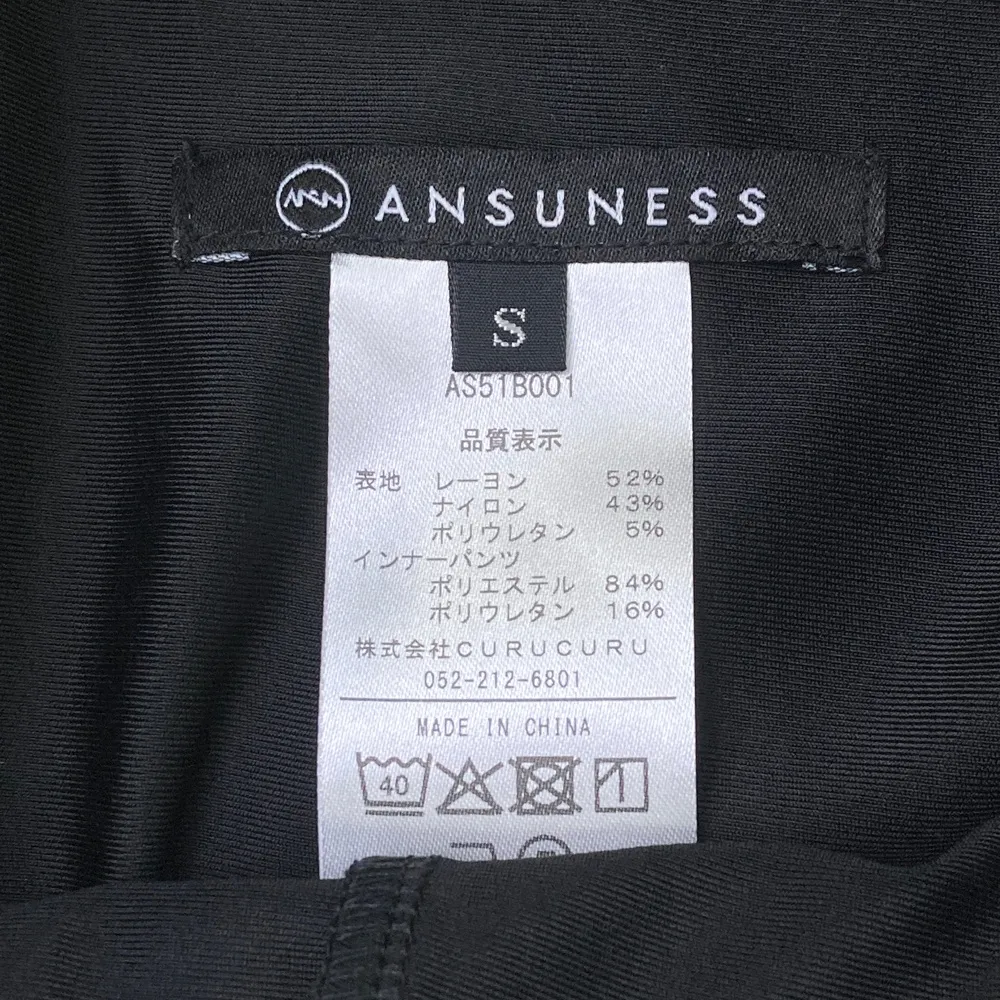 ANSUNESS
S
AS51B001
品質表示
表地 レーヨン 52%
ナイロン 43%
ポリウレタン 5%
インナーパンツ
ポリエステル 84%
ポリウレタン 16%
株式会社CURUCURU
052-212-6801
MADE IN CHINA
40